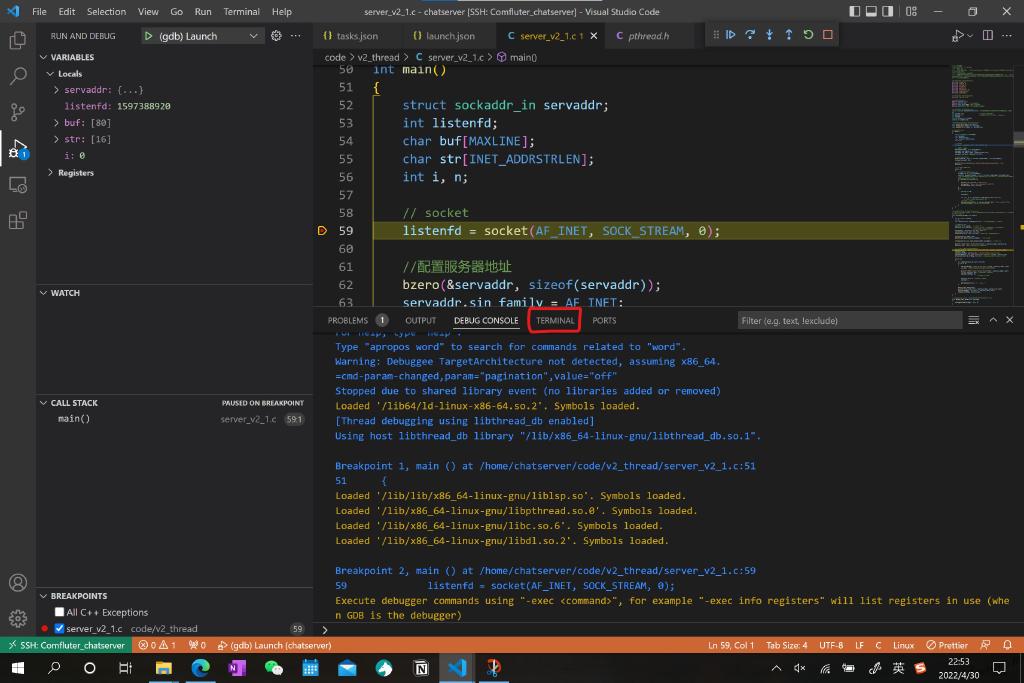 File Edit Selection View Go Run Terminal Help
server_v2_1.c - chatserver [SSH: Comfluter_chatserver] - Visual Studio Code
RUN AND DEBUG (gdb) Launch
{} tasks.json {} launch.json C server_v2_1.c 1 C pthread.h
code > v2_thread > C server_v2_1.c > main()
VARIABLES
Locals
servaddr: {...}
listenfd: 1597388920
buf: [80]
str: [16]
i: 0
Registers
1
WATCH
CALL STACK PAUSED ON BREAKPOINT
main() server_v2_1.c 59:1
BREAKPOINTS
All C++ Exceptions
server_v2_1.c code/v2_thread 59
50 int main()
51 {
52 struct sockaddr_in servaddr;
53 int listenfd;
54 char buf[MAXLINE];
55 char str[INET_ADDRSTRLEN];
56 int i, n;
57
58 // socket
59 listenfd = socket(AF_INET, SOCK_STREAM, 0);
60
61 //配置服务器地址
62 bzero(&servaddr, sizeof(servaddr));
63 servaddr.sin_family = AF_INET;
PROBLEMS 1 OUTPUT DEBUG CONSOLE TERMINAL PORTS Filter (e.g. text, !exclude)
For help, type "help".
Type "apropos word" to search for commands related to "word".
Warning: Debuggee TargetArchitecture not detected, assuming x86_64.
=cmd-param-changed,param="pagination",value="off"
Stopped due to shared library event (no libraries added or removed)
Loaded '/lib64/ld-linux-x86-64.so.2'. Symbols loaded.
[Thread debugging using libthread_db enabled]
Using host libthread_db library "/lib/x86_64-linux-gnu/libthread_db.so.1".
Breakpoint 1, main () at /home/chatserver/code/v2_thread/server_v2_1.c:51
51 {
Loaded '/lib/lib/x86_64-linux-gnu/liblsp.so'. Symbols loaded.
Loaded '/lib/x86_64-linux-gnu/libpthread.so.0'. Symbols loaded.
Loaded '/lib/x86_64-linux-gnu/libc.so.6'. Symbols loaded.
Loaded '/lib/x86_64-linux-gnu/libdl.so.2'. Symbols loaded.
Breakpoint 2, main () at /home/chatserver/code/v2_thread/server_v2_1.c:59
59 listenfd = socket(AF_INET, SOCK_STREAM, 0);
Execute debugger commands using "-exec <command>", for example "-exec info registers" will list registers in use (whe
n GDB is the debugger)
>
SSH: Comfluter_chatserver 0 1 0 (gdb) Launch (chatserver) Ln 59, Col 1 Tab Size: 4 UTF-8 LF C Linux Prettier
英 22:53
2022/4/30